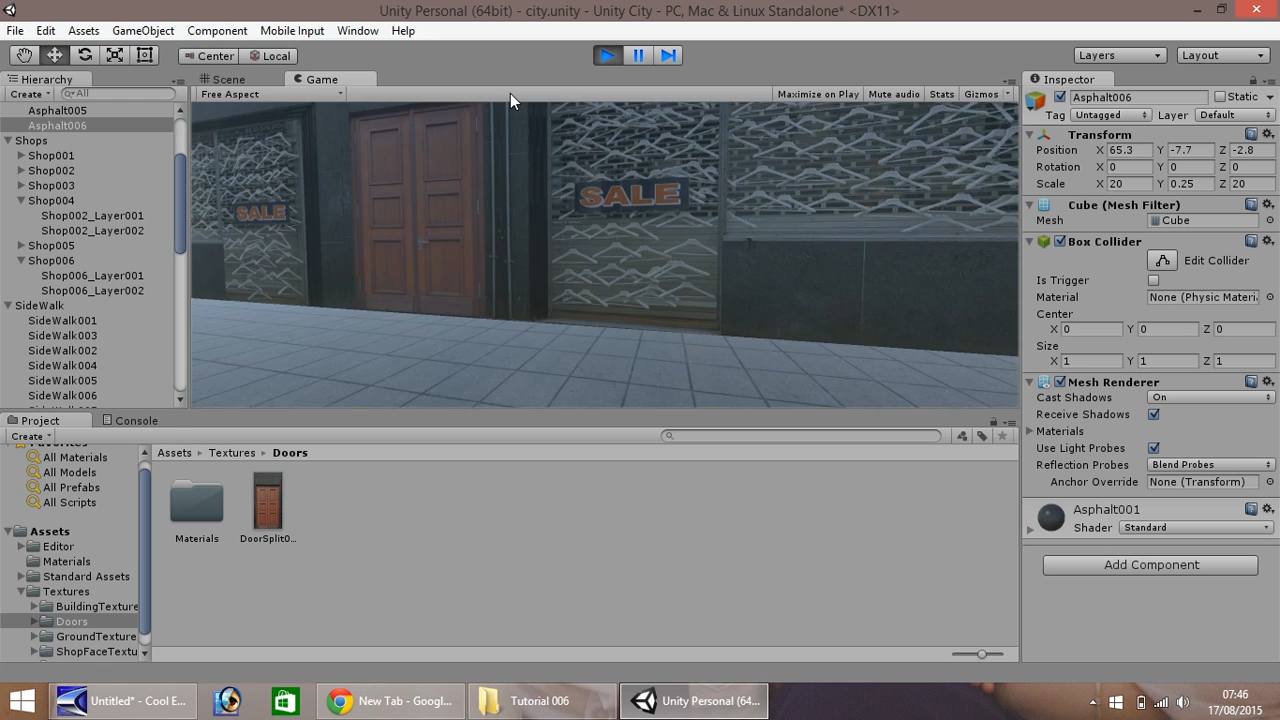 Unity Personal (64bit) - city.unity - Unity City - PC, Mac & Linux Standalone* <DX11>
File Edit Assets GameObject Component Mobile Input Window Help
Center Local Layers Layout
Hierarchy
Create All
Asphalt005
Asphalt006
Shops
Shop001
Shop002
Shop003
Shop004
Shop002_Layer001
Shop002_Layer002
Shop005
Shop006
Shop006_Layer001
Shop006_Layer002
SideWalk
SideWalk001
SideWalk003
SideWalk002
SideWalk004
SideWalk005
SideWalk006
Scene Game
Free Aspect Maximize on Play Mute audio Stats Gizmos
SALE
SALE
Inspector
Asphalt006 Static
Tag Untagged Layer Default
Transform
Position X 65.3 Y -7.7 Z -2.8
Rotation X 0 Y 0 Z 0
Scale X 20 Y 0.25 Z 20
Cube (Mesh Filter)
Mesh Cube
Box Collider
Edit Collider
Is Trigger
Material None (Physic Materi
Center
X 0 Y 0 Z 0
Size
X 1 Y 1 Z 1
Mesh Renderer
Cast Shadows On
Receive Shadows
Materials
Use Light Probes
Reflection Probes Blend Probes
Anchor Override None (Transform)
Asphalt001
Shader Standard
Add Component
Project Console
Create
Favorites
All Materials
All Models
All Prefabs
All Scripts
Assets
Editor
Materials
Standard Assets
Textures
BuildingTexture
Doors
GroundTexture
ShopFaceTextu
Assets Textures Doors
Materials
DoorSplit0...
Untitled* - Cool E...
New Tab - Googl...
Tutorial 006
Unity Personal (64...
07:46
17/08/2015